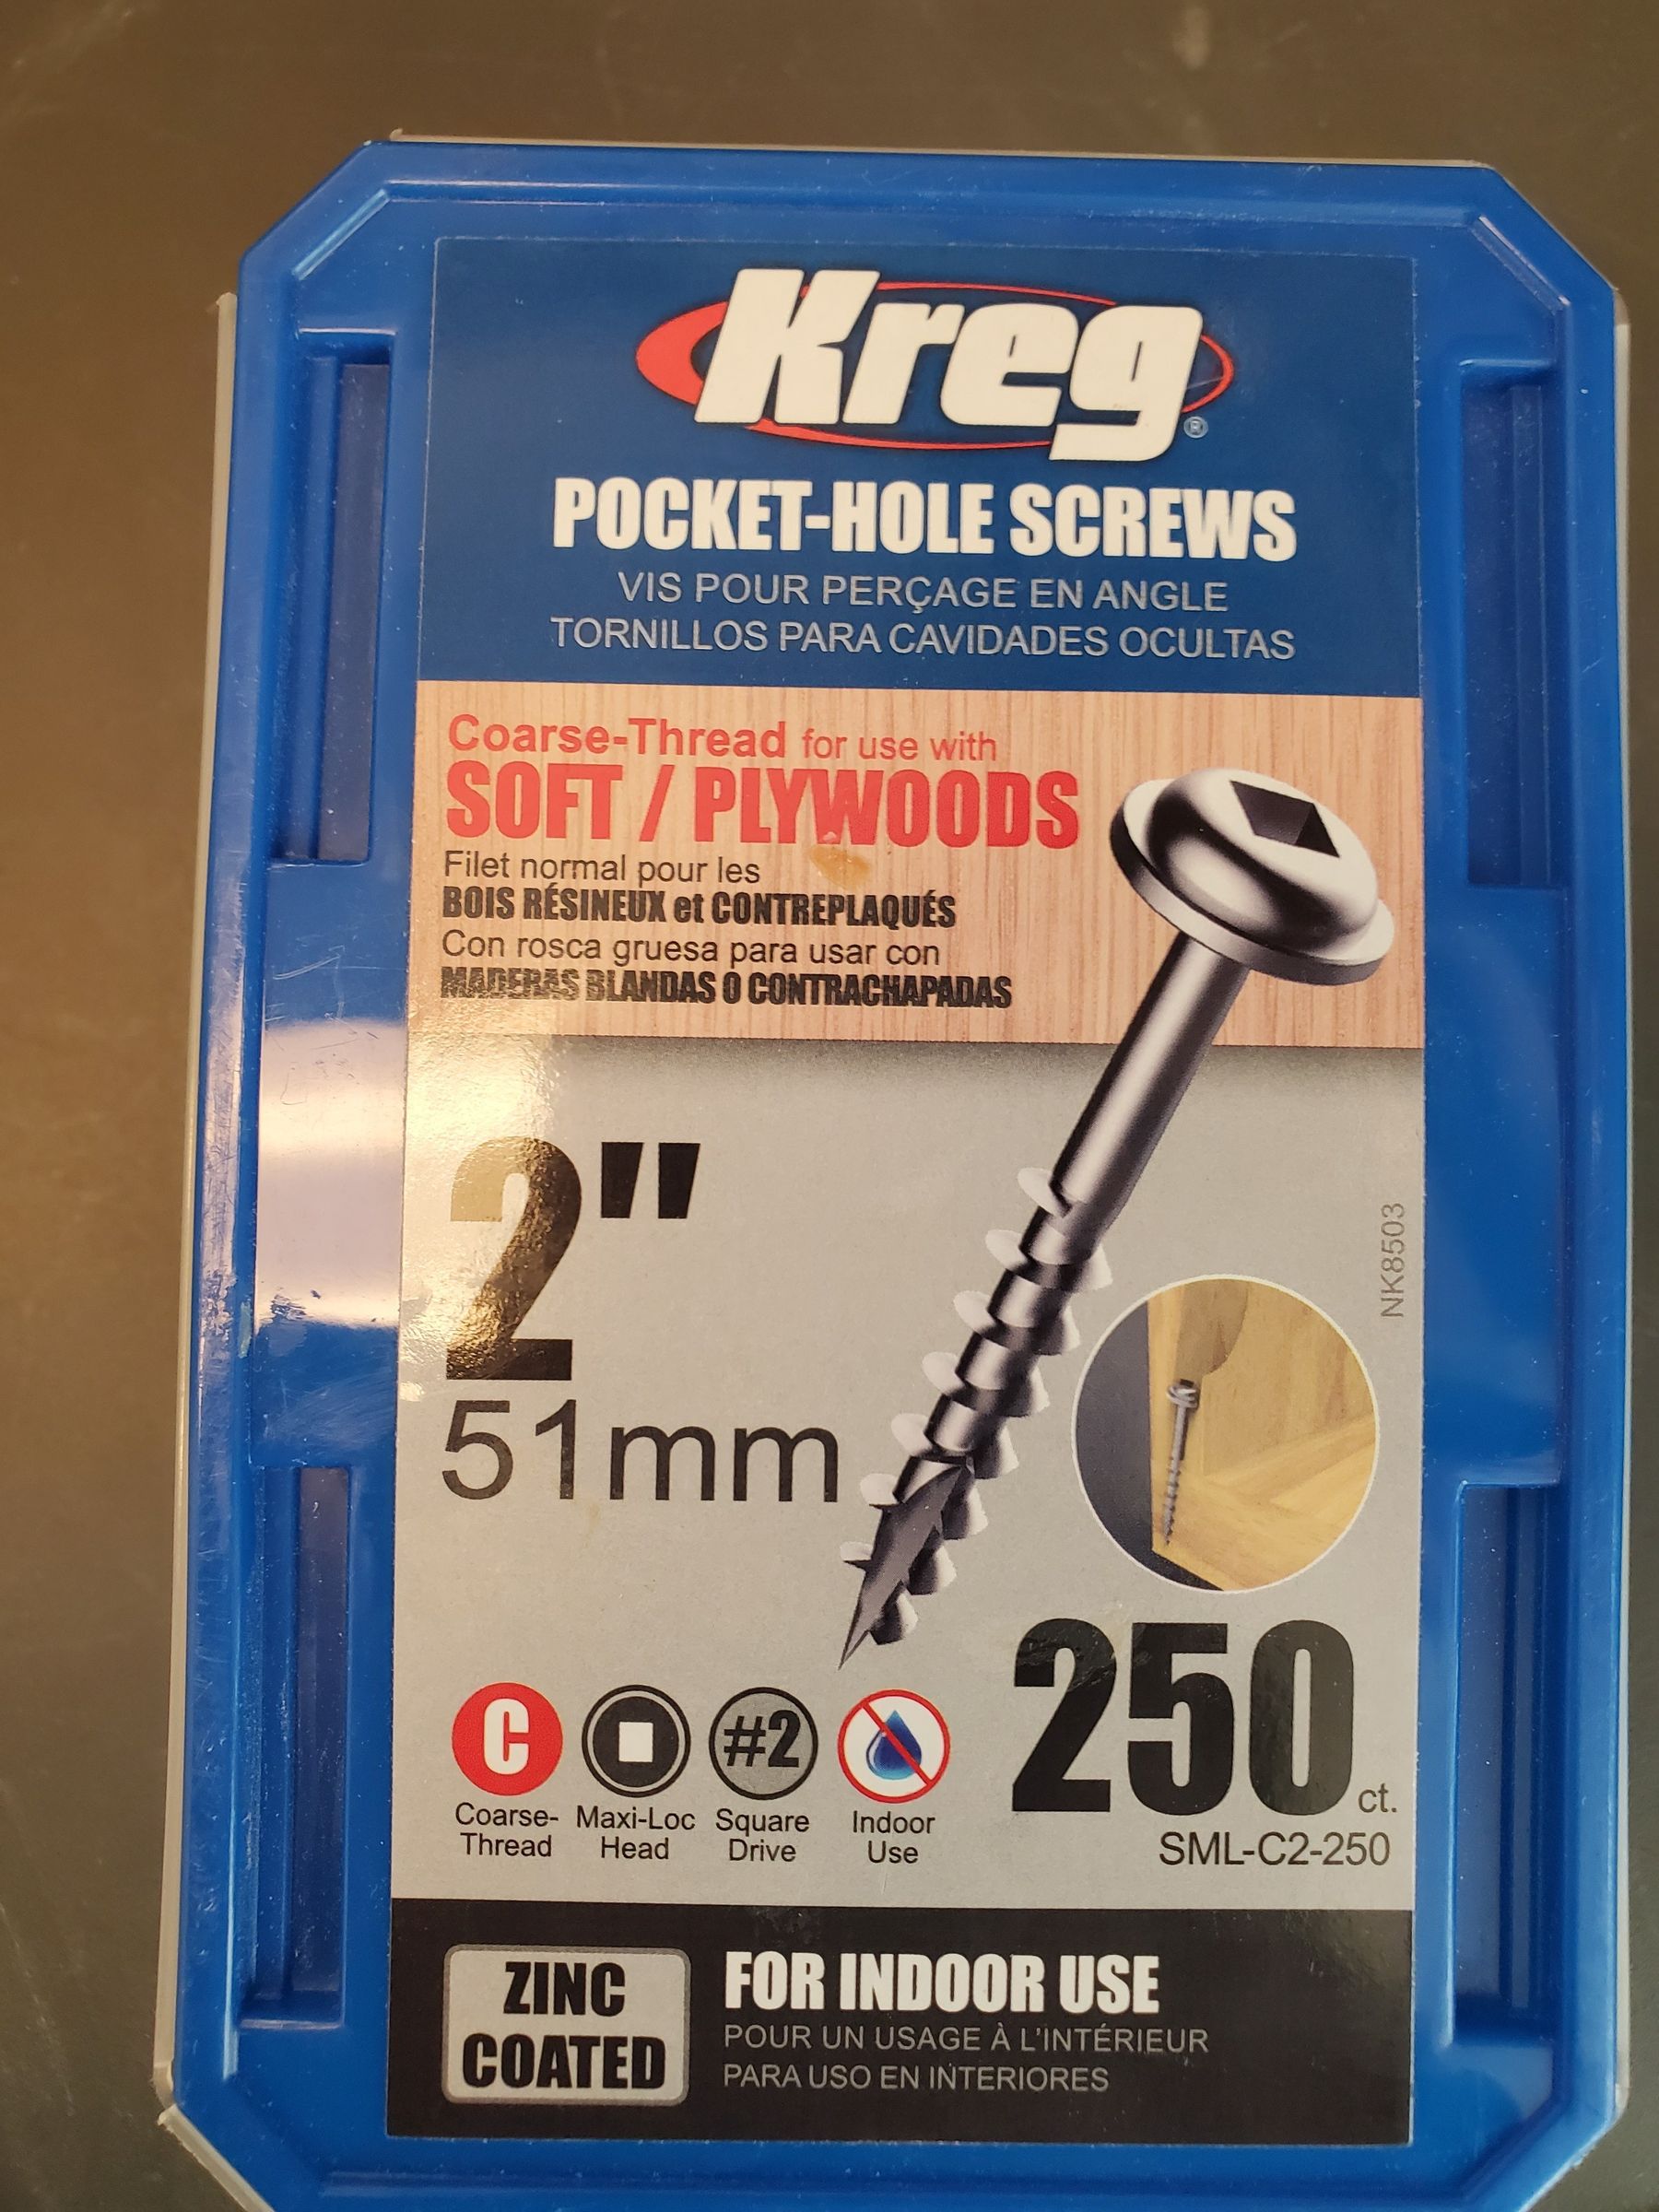 Kreg®
POCKET-HOLE SCREWS
VIS POUR PERÇAGE EN ANGLE
TORNILLOS PARA CAVIDADES OCULTAS
Coarse-Thread for use with
SOFT / PLYWOODS
Filet normal pour les
BOIS RÉSINEUX et CONTREPLAQUÉS
Con rosca gruesa para usar con
MADERAS BLANDAS O CONTRACHAPADAS
2"
51mm
NK8503
C
Coarse-
Thread
Maxi-Loc
Head
#2
Square
Drive
Indoor
Use
250 ct.
SML-C2-250
ZINC
COATED
FOR INDOOR USE
POUR UN USAGE À L'INTÉRIEUR
PARA USO EN INTERIORES